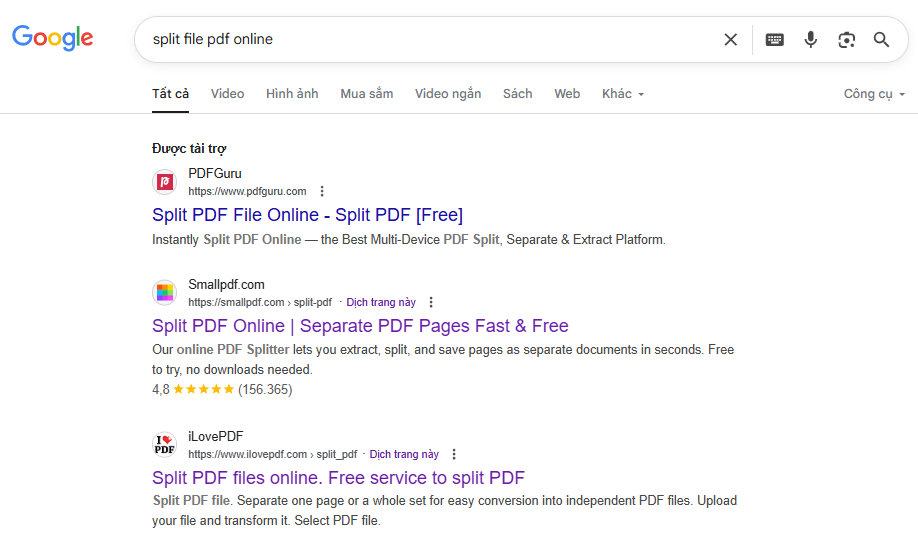 Google
split file pdf online
Tất cả Video Hình ảnh Mua sắm Video ngắn Sách Web Khác Công cụ
Được tài trợ
PDFGuru
https://www.pdfguru.com
Split PDF File Online - Split PDF [Free]
Instantly Split PDF Online — the Best Multi-Device PDF Split, Separate & Extract Platform.
Smallpdf.com
https://smallpdf.com › split-pdf · Dịch trang này
Split PDF Online | Separate PDF Pages Fast & Free
Our online PDF Splitter lets you extract, split, and save pages as separate documents in seconds. Free
to try, no downloads needed.
4,8 ★★★★★ (156.365)
I ♥ PDF
iLovePDF
https://www.ilovepdf.com › split_pdf · Dịch trang này
Split PDF files online. Free service to split PDF
Split PDF file. Separate one page or a whole set for easy conversion into independent PDF files. Upload
your file and transform it. Select PDF file.